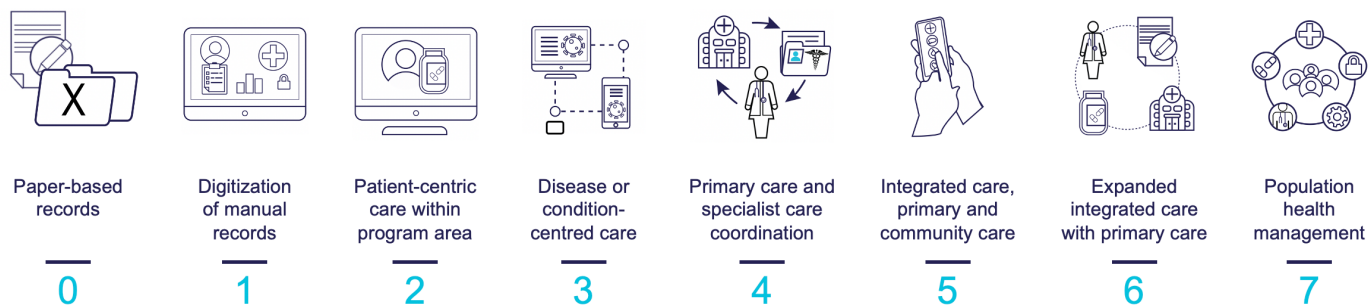 X
Paper-based
records
0
Digitization
of manual
records
1
Patient-centric
care within
program area
2
Disease or
condition-
centred care
3
Primary care and
specialist care
coordination
4
Integrated care,
primary and
community care
5
Expanded
integrated care
with primary care
6
Population
health
management
7